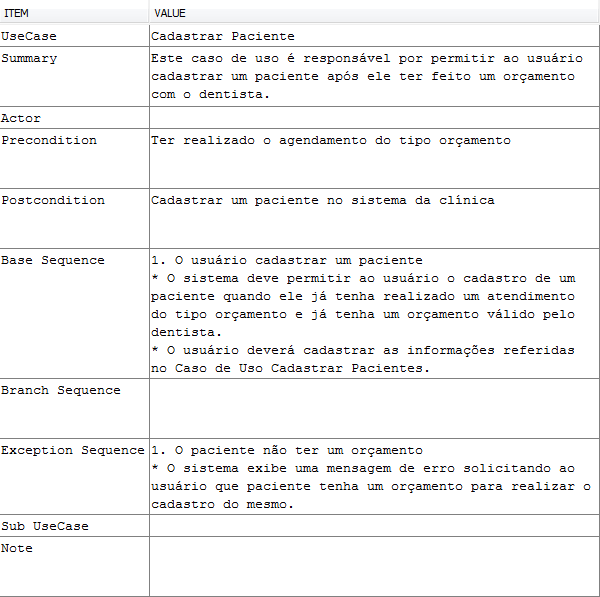 ITEM VALUE
UseCase Cadastrar Paciente
Summary Este caso de uso é responsável por permitir ao usuário
cadastrar um paciente após ele ter feito um orçamento
com o dentista.
Actor
Precondition Ter realizado o agendamento do tipo orçamento
Postcondition Cadastrar um paciente no sistema da clínica
Base Sequence 1. O usuário cadastrar um paciente
* O sistema deve permitir ao usuário o cadastro de um
paciente quando ele já tenha realizado um atendimento
do tipo orçamento e já tenha um orçamento válido pelo
dentista.
* O usuário deverá cadastrar as informações referidas
no Caso de Uso Cadastrar Pacientes.
Branch Sequence
Exception Sequence 1. O paciente não ter um orçamento
* O sistema exibe uma mensagem de erro solicitando ao
usuário que paciente tenha um orçamento para realizar o
cadastro do mesmo.
Sub UseCase
Note